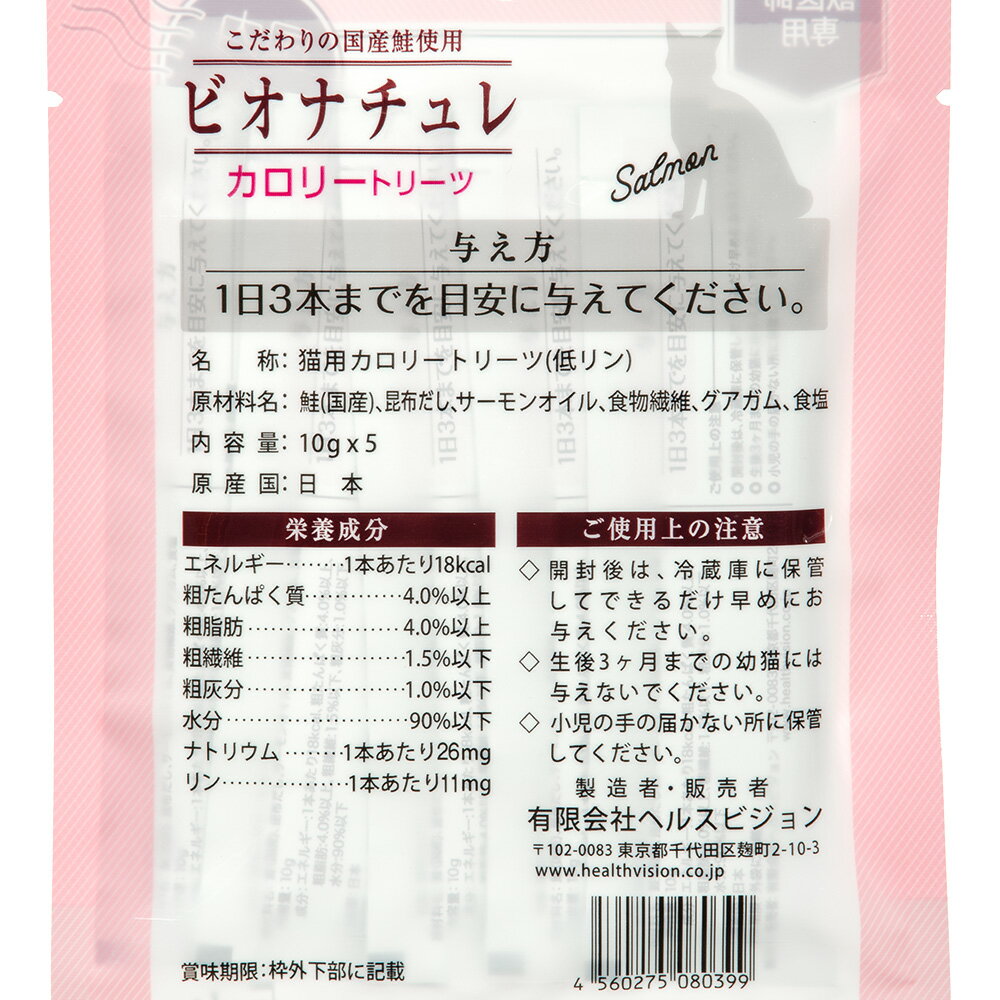 こだわりの国産鮭使用
ビオナチュレ
カロリートリーツ
Salmon
獣医師
専用
与え方
1日3本までを目安に与えてください。
名称：猫用カロリートリーツ(低リン)
原材料名：鮭(国産)、昆布だし、サーモンオイル、食物繊維、グアガム、食塩
内容量：10g x 5
原産国：日 本
栄養成分
エネルギー………1本あたり18kcal
粗たんぱく質……………4.0%以上
粗脂肪……………………4.0%以上
粗繊維……………………1.5%以下
粗灰分……………………1.0%以下
水分………………………90%以下
ナトリウム………1本あたり26mg
リン………………1本あたり11mg
ご使用上の注意
◇ 開封後は、冷蔵庫に保管
してできるだけ早めにお
与えください。
◇ 生後3ヶ月までの幼猫には
与えないでください。
◇ 小児の手の届かない所に保管
してください。
製造者・販売者
有限会社ヘルスビジョン
〒102-0083 東京都千代田区麹町2-10-3
www.healthvision.co.jp
4 560275 080399
賞味期限：枠外下部に記載